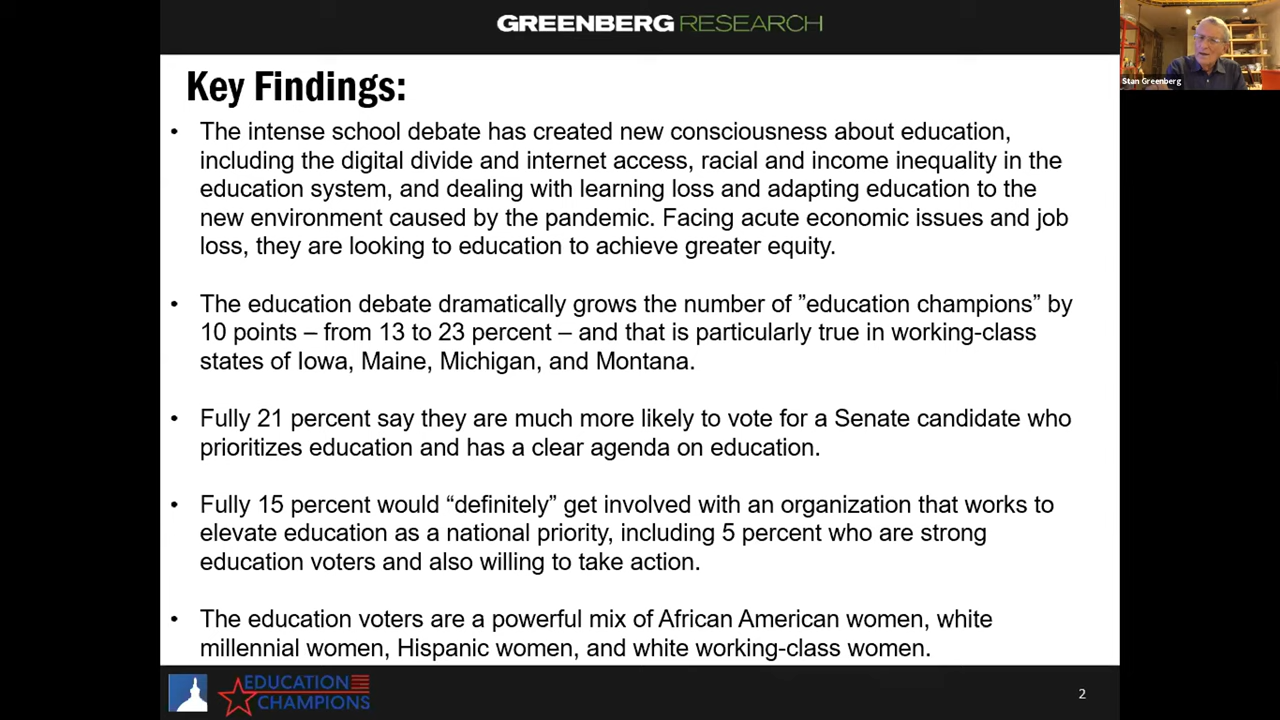 GREENBERG RESEARCH
Stan Greenberg
Key Findings:
• The intense school debate has created new consciousness about education,
including the digital divide and internet access, racial and income inequality in the
education system, and dealing with learning loss and adapting education to the
new environment caused by the pandemic. Facing acute economic issues and job
loss, they are looking to education to achieve greater equity.
• The education debate dramatically grows the number of ”education champions” by
10 points – from 13 to 23 percent – and that is particularly true in working-class
states of Iowa, Maine, Michigan, and Montana.
• Fully 21 percent say they are much more likely to vote for a Senate candidate who
prioritizes education and has a clear agenda on education.
• Fully 15 percent would “definitely” get involved with an organization that works to
elevate education as a national priority, including 5 percent who are strong
education voters and also willing to take action.
• The education voters are a powerful mix of African American women, white
millennial women, Hispanic women, and white working-class women.
EDUCATION
CHAMPIONS
2